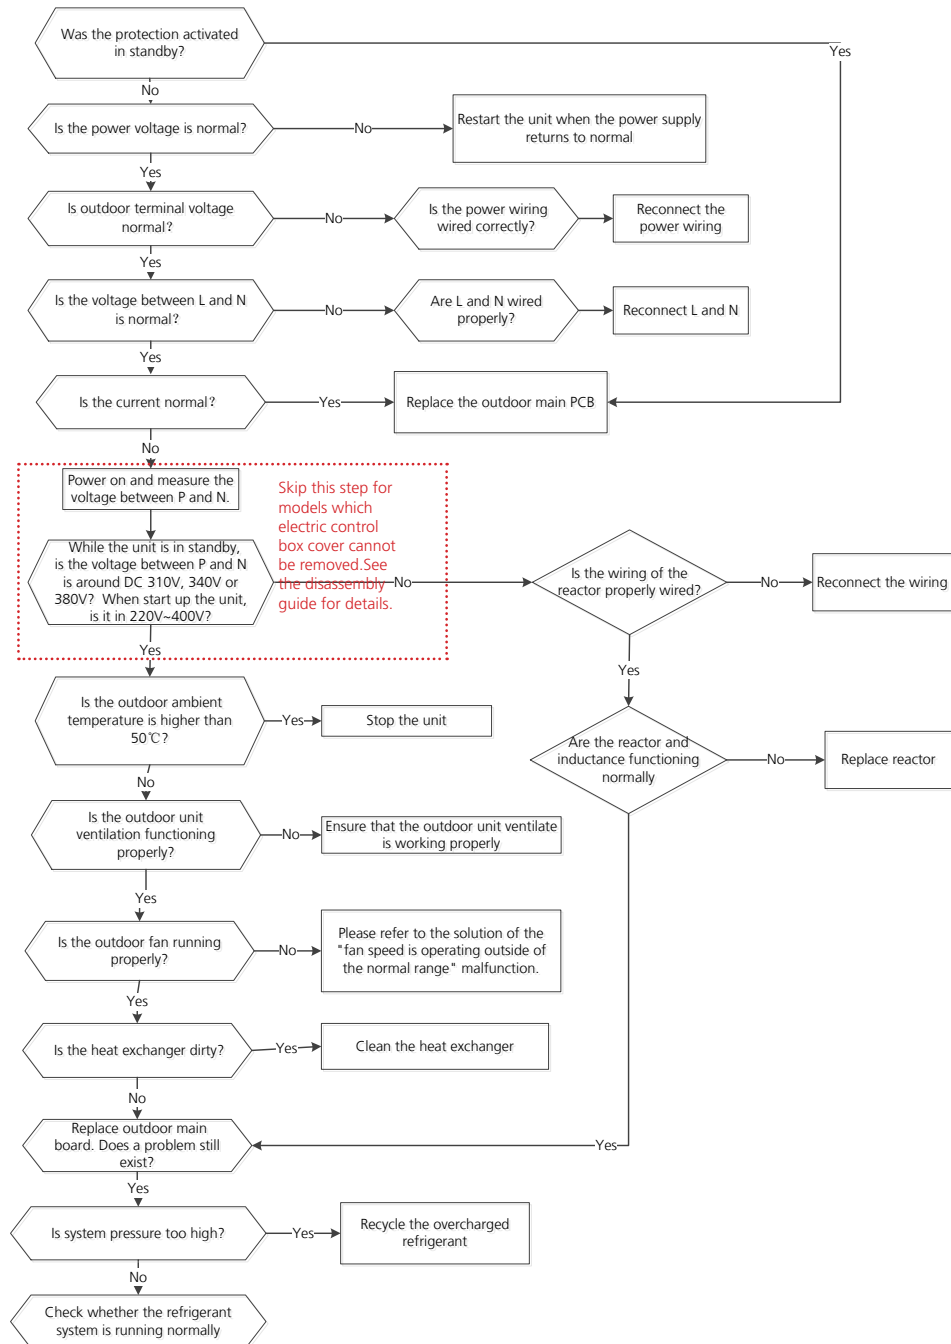 Was the protection activated
in standby?
Yes
No
Is the power voltage is normal?
No
Restart the unit when the power supply
returns to normal
Yes
Is outdoor terminal voltage
normal?
No
Is the power wiring
wired correctly?
Reconnect the
power wiring
Yes
Is the voltage between L and N
is normal?
No
Are L and N wired
properly?
Reconnect L and N
Yes
Is the current normal?
Yes
Replace the outdoor main PCB
No
Power on and measure the
voltage between P and N.
Skip this step for
models which
electric control
box cover cannot
be removed.See
the disassembly
guide for details.
While the unit is in standby,
is the voltage between P and N
is around DC 310V, 340V or
380V? When start up the unit,
is it in 220V~400V?
No
Is the wiring of the
reactor properly wired?
No
Reconnect the wiring
Yes
Yes
Is the outdoor ambient
temperature is higher than
50℃?
Yes
Stop the unit
Are the reactor and
inductance functioning
normally
No
Replace reactor
No
Is the outdoor unit
ventilation functioning
properly?
No
Ensure that the outdoor unit ventilate
is working properly
Yes
Is the outdoor fan running
properly?
No
Please refer to the solution of the
"fan speed is operating outside of
the normal range" malfunction.
Yes
Is the heat exchanger dirty?
Yes
Clean the heat exchanger
No
Replace outdoor main
board. Does a problem still
exist?
Yes
Yes
Is system pressure too high?
Yes
Recycle the overcharged
refrigerant
No
Check whether the refrigerant
system is running normally